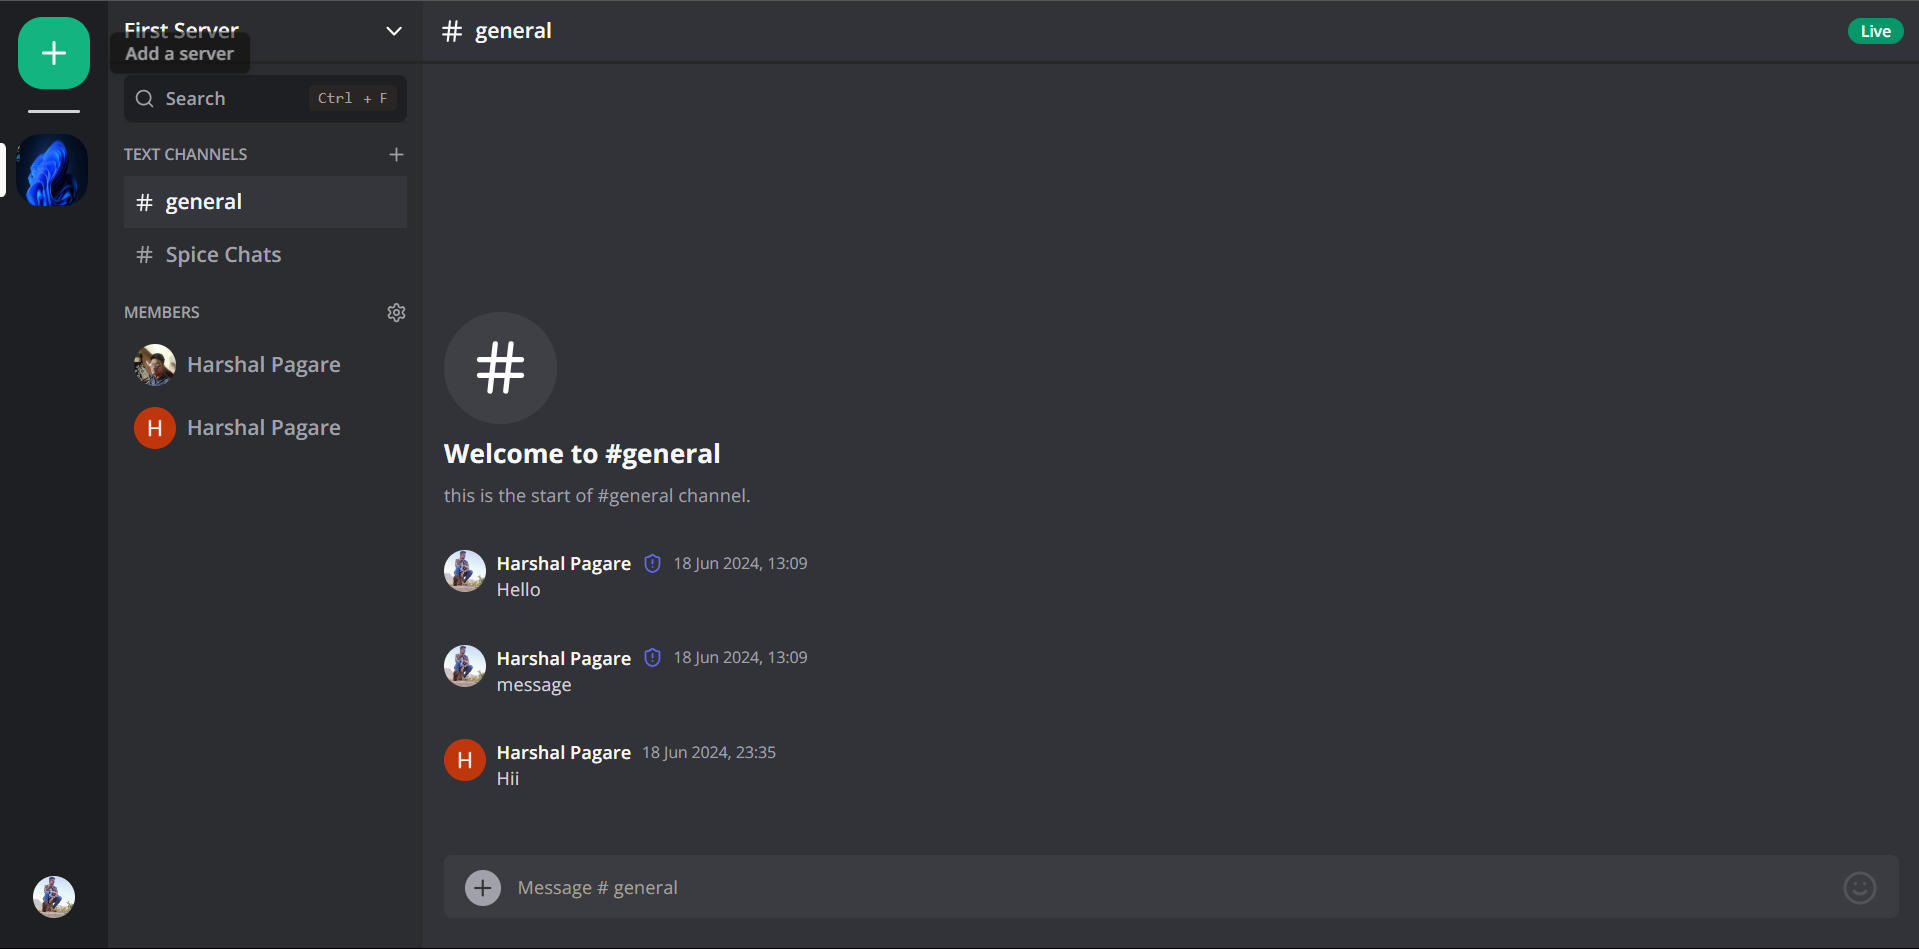 First Server
Add a server
Search
Ctrl + F
TEXT CHANNELS
# general
# Spice Chats
MEMBERS
Harshal Pagare
H Harshal Pagare
# general
Live
#
Welcome to #general
this is the start of #general channel.
Harshal Pagare 18 Jun 2024, 13:09
Hello
Harshal Pagare 18 Jun 2024, 13:09
message
H Harshal Pagare 18 Jun 2024, 23:35
Hii
Message # general